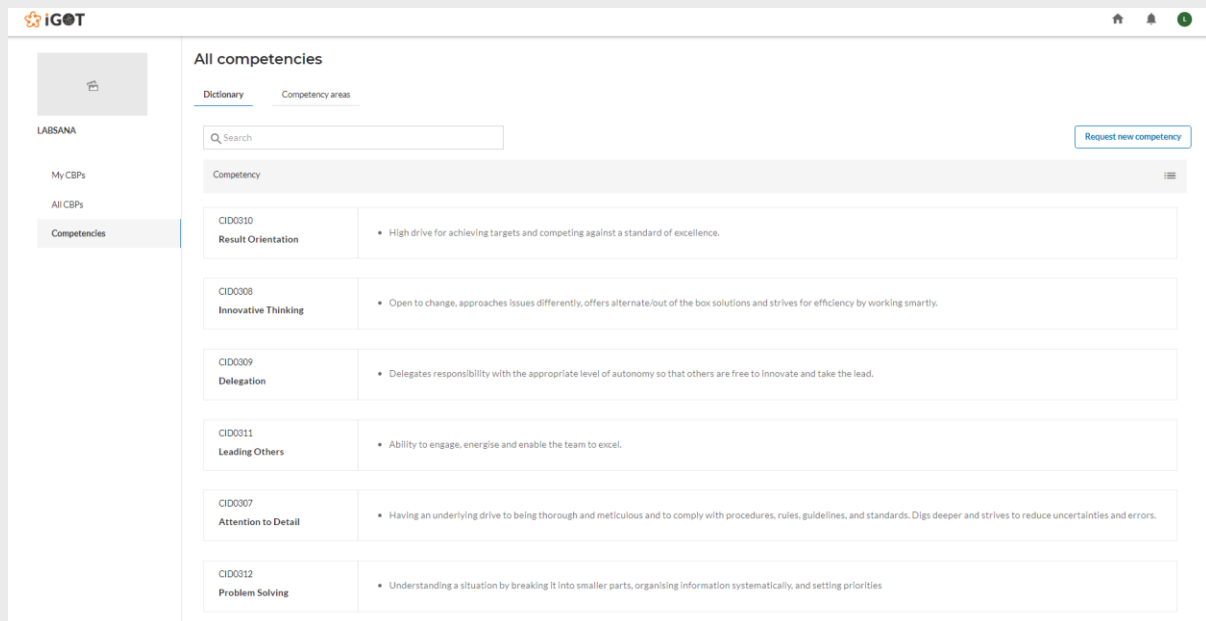 iGOT
L
All competencies
Dictionary
Competency areas
LABSANA
Search
Request new competency
My CBPs
Competency
All CBPs
Competencies
CID0310
Result Orientation
• High drive for achieving targets and competing against a standard of excellence.
CID0308
Innovative Thinking
• Open to change, approaches issues differently, offers alternate/out of the box solutions and strives for efficiency by working smartly.
CID0309
Delegation
• Delegates responsibility with the appropriate level of autonomy so that others are free to innovate and take the lead.
CID0311
Leading Others
• Ability to engage, energise and enable the team to excel.
CID0307
Attention to Detail
• Having an underlying drive to being thorough and meticulous and to comply with procedures, rules, guidelines, and standards. Digs deeper and strives to reduce uncertainties and errors.
CID0312
Problem Solving
• Understanding a situation by breaking it into smaller parts, organising information systematically, and setting priorities